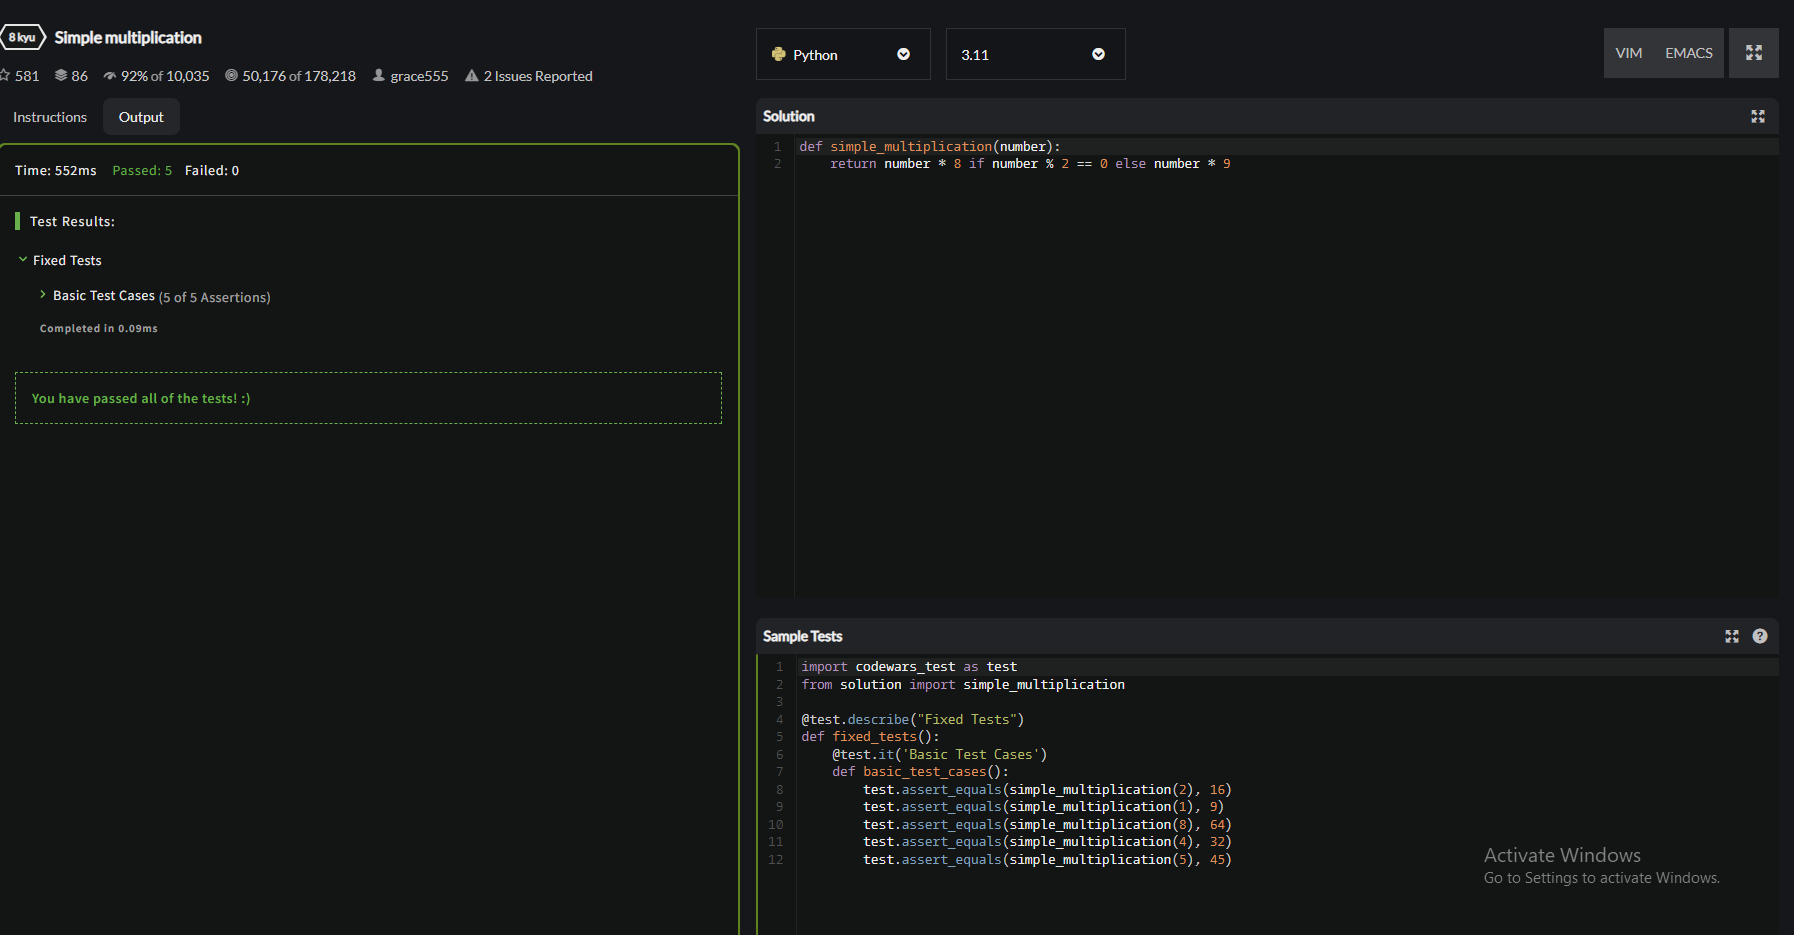 8 kyu Simple multiplication
581 86 92% of 10,035 50,176 of 178,218 grace555 2 Issues Reported
Instructions Output
Time: 552ms Passed: 5 Failed: 0
Test Results:
Fixed Tests
Basic Test Cases (5 of 5 Assertions)
Completed in 0.09ms
You have passed all of the tests! :)
Python 3.11 VIM EMACS
Solution
1 def simple_multiplication(number):
2     return number * 8 if number % 2 == 0 else number * 9
Sample Tests
?
1 import codewars_test as test
2 from solution import simple_multiplication
3
4 @test.describe("Fixed Tests")
5 def fixed_tests():
6     @test.it('Basic Test Cases')
7     def basic_test_cases():
8         test.assert_equals(simple_multiplication(2), 16)
9         test.assert_equals(simple_multiplication(1), 9)
10         test.assert_equals(simple_multiplication(8), 64)
11         test.assert_equals(simple_multiplication(4), 32)
12         test.assert_equals(simple_multiplication(5), 45)
Activate Windows
Go to Settings to activate Windows.